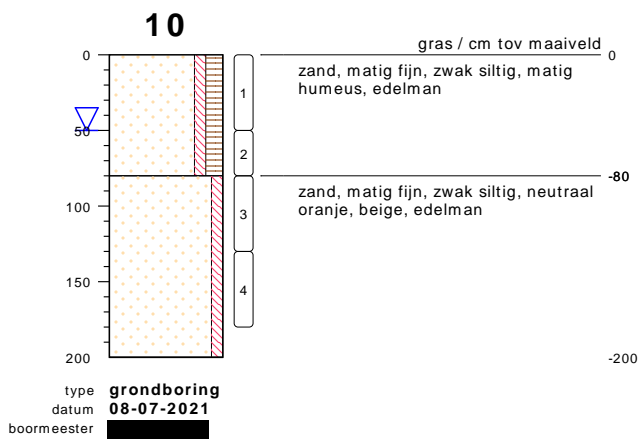 10
gras / cm tov maaiveld
0
0
zand, matig fijn, zwak siltig, matig
humeus, edelman
1
50
2
-80
zand, matig fijn, zwak siltig, neutraal
oranje, beige, edelman
100
3
150
4
200
-200
type grondboring
datum 08-07-2021
boormeester